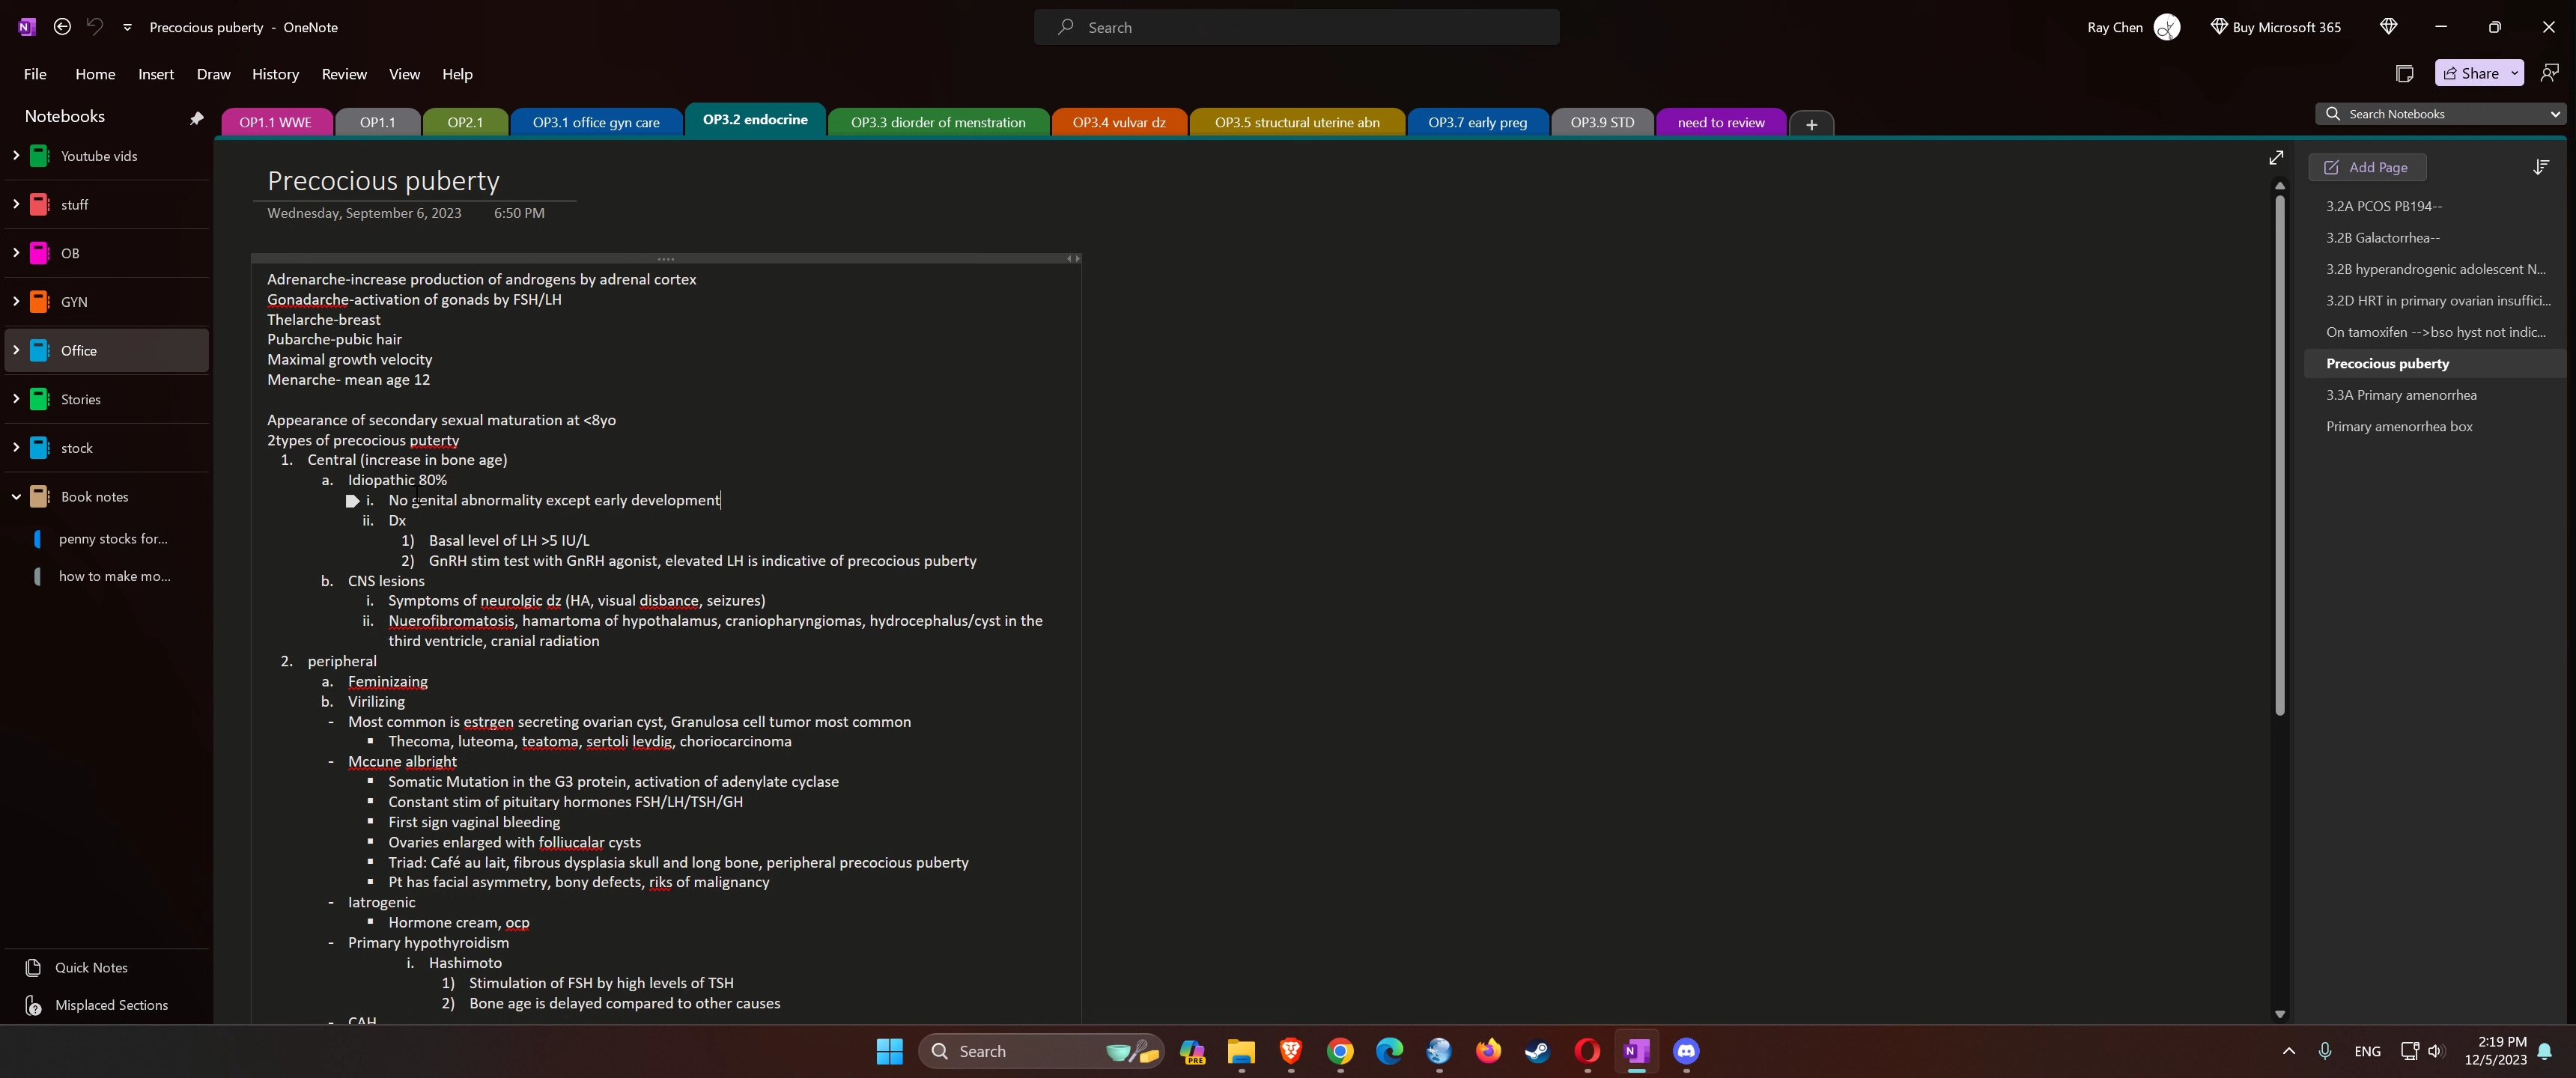 Precocious puberty - OneNote
Search
Ray Chen
Buy Microsoft 365
File Home Insert Draw History Review View Help
Share
Notebooks
OP1.1 WWE
OP1.1
OP2.1
OP3.1 office gyn care
OP3.2 endocrine
OP3.3 diorder of menstration
OP3.4 vulvar dz
OP3.5 structural uterine abn
OP3.7 early preg
OP3.9 STD
need to review
Search Notebooks
Youtube vids
stuff
OB
GYN
Office
Stories
stock
Book notes
penny stocks for...
how to make mo...
Quick Notes
Misplaced Sections
Precocious puberty
Wednesday, September 6, 2023 6:50 PM
Adrenarche-increase production of androgens by adrenal cortex
Gonadarche-activation of gonads by FSH/LH
Thelarche-breast
Pubarche-pubic hair
Maximal growth velocity
Menarche- mean age 12
Appearance of secondary sexual maturation at <8yo
2types of precocious puterty
1. Central (increase in bone age)
a. Idiopathic 80%
i. No genital abnormality except early development
ii. Dx
1) Basal level of LH >5 IU/L
2) GnRH stim test with GnRH agonist, elevated LH is indicative of precocious puberty
b. CNS lesions
i. Symptoms of neurolgic dz (HA, visual disbance, seizures)
ii. Nuerofibromatosis, hamartoma of hypothalamus, craniopharyngiomas, hydrocephalus/cyst in the
third ventricle, cranial radiation
2. peripheral
a. Feminizaing
b. Virilizing
- Most common is estrgen secreting ovarian cyst, Granulosa cell tumor most common
▪ Thecoma, luteoma, teatoma, sertoli leydig, choriocarcinoma
- Mccune albright
▪ Somatic Mutation in the G3 protein, activation of adenylate cyclase
▪ Constant stim of pituitary hormones FSH/LH/TSH/GH
▪ First sign vaginal bleeding
▪ Ovaries enlarged with folliucalar cysts
▪ Triad: Café au lait, fibrous dysplasia skull and long bone, peripheral precocious puberty
▪ Pt has facial asymmetry, bony defects, riks of malignancy
- Iatrogenic
▪ Hormone cream, ocp
- Primary hypothyroidism
i. Hashimoto
1) Stimulation of FSH by high levels of TSH
2) Bone age is delayed compared to other causes
- CAH
Add Page
3.2A PCOS PB194--
3.2B Galactorrhea--
3.2B hyperandrogenic adolescent N...
3.2D HRT in primary ovarian insuffici...
On tamoxifen -->bso hyst not indic...
Precocious puberty
3.3A Primary amenorrhea
Primary amenorrhea box
Search
PRE
ENG
2:19 PM
12/5/2023